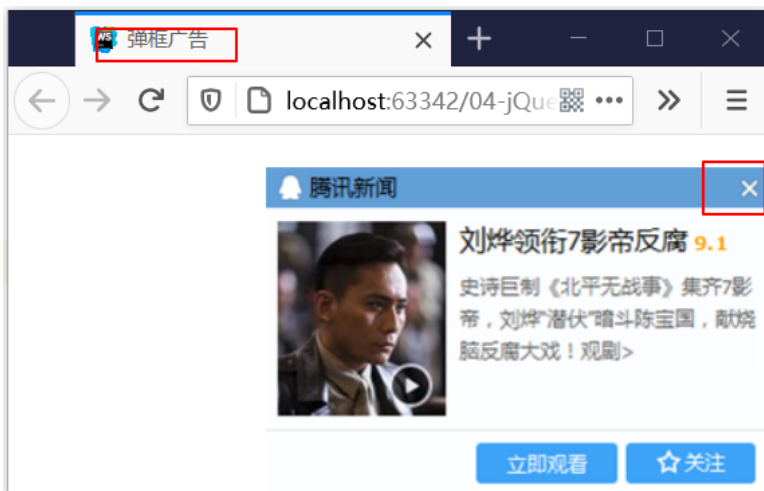 WS
弹框广告
localhost:63342/04-jQue
腾讯新闻
刘烨领衔7影帝反腐 9.1
史诗巨制《北平无战事》集齐7影
帝，刘烨"潜伏"暗斗陈宝国，献烧
脑反腐大戏！观剧>
立即观看 关注